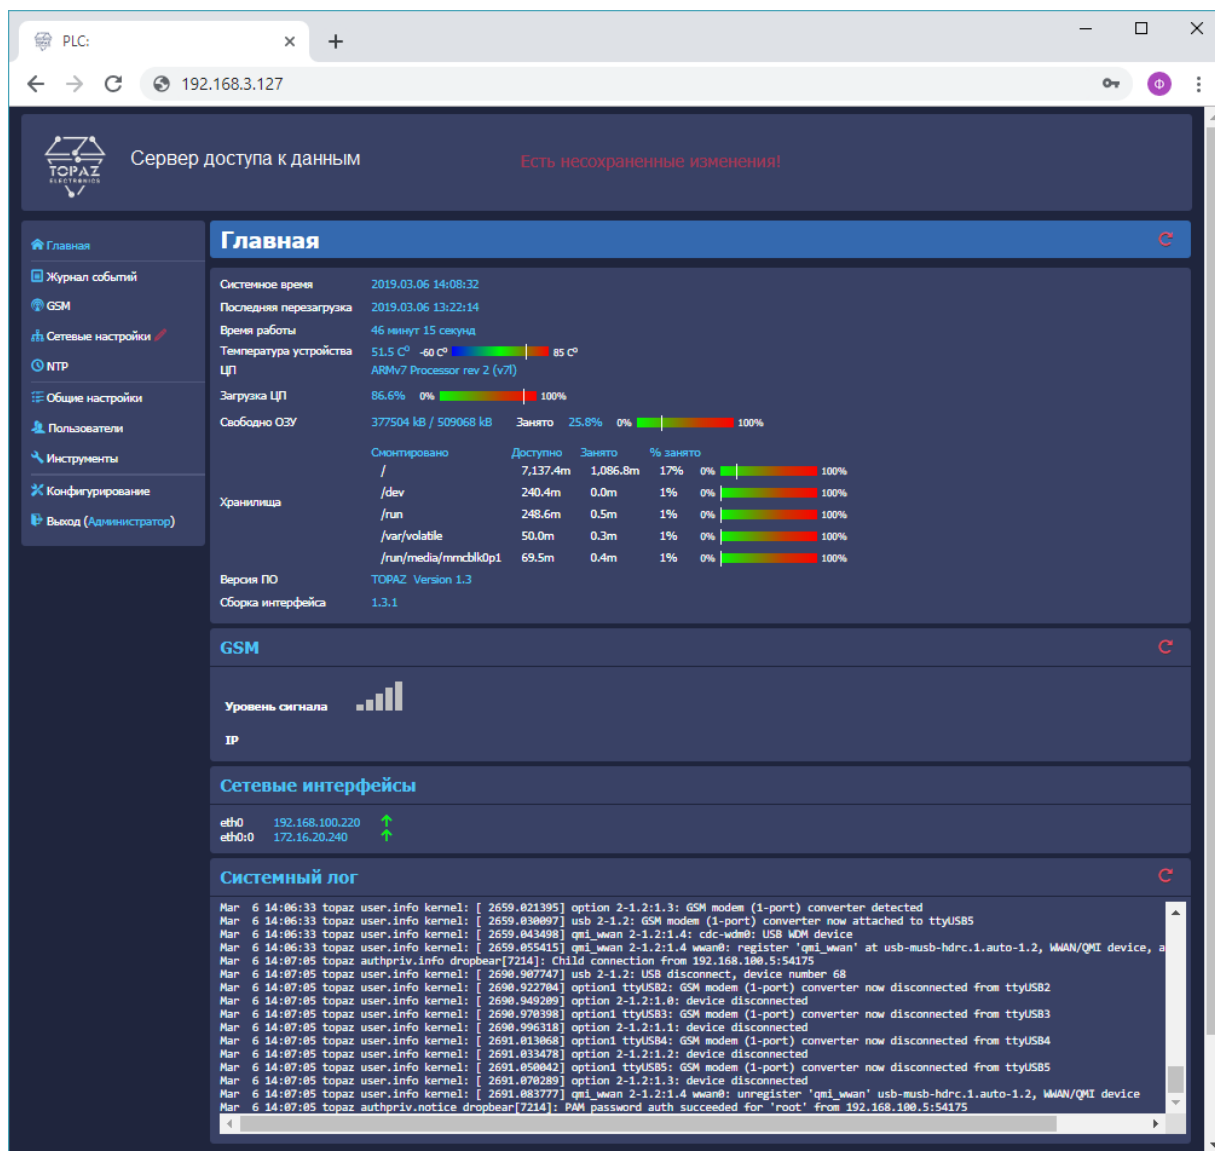 PLC:
192.168.3.127
Ф
TOPAZ
ELECTRONICS
Сервер доступа к данным
Есть несохраненные изменения!
Главная
Журнал событий
GSM
Сетевые настройки
NTP
Общие настройки
Пользователи
Инструменты
Конфигурирование
Выход (Администратор)
Главная
Системное время 2019.03.06 14:08:32
Последняя перезагрузка 2019.03.06 13:22:14
Время работы 46 минут 15 секунд
Температура устройства 51.5 C⁰ -60 C⁰ 85 C⁰
ЦП ARMv7 Processor rev 2 (v7l)
Загрузка ЦП 86.6% 0% 100%
Свободно ОЗУ 377504 kB / 509068 kB Занято 25.8% 0% 100%
Хранилища
Смонтировано Доступно Занято % занято
/ 7,137.4m 1,086.8m 17% 0% 100%
/dev 240.4m 0.0m 1% 0% 100%
/run 248.6m 0.5m 1% 0% 100%
/var/volatile 50.0m 0.3m 1% 0% 100%
/run/media/mmcblk0p1 69.5m 0.4m 1% 0% 100%
Версия ПО TOPAZ Version 1.3
Сборка интерфейса 1.3.1
GSM
Уровень сигнала
IP
Сетевые интерфейсы
eth0 192.168.100.220
eth0:0 172.16.20.240
Системный лог
Mar 6 14:06:33 topaz user.info kernel: [ 2659.021395] option 2-1.2:1.3: GSM modem (1-port) converter detected
Mar 6 14:06:33 topaz user.info kernel: [ 2659.030097] usb 2-1.2: GSM modem (1-port) converter now attached to ttyUSB5
Mar 6 14:06:33 topaz user.info kernel: [ 2659.043498] qmi_wwan 2-1.2:1.4: cdc-wdm0: USB WDM device
Mar 6 14:06:33 topaz user.info kernel: [ 2659.055415] qmi_wwan 2-1.2:1.4 wwan0: register 'qmi_wwan' at usb-musb-hdrc.1.auto-1.2, WWAN/QMI device, a
Mar 6 14:07:05 topaz authpriv.info dropbear[7214]: Child connection from 192.168.100.5:54175
Mar 6 14:07:05 topaz user.info kernel: [ 2690.907747] usb 2-1.2: USB disconnect, device number 68
Mar 6 14:07:05 topaz user.info kernel: [ 2690.922704] option1 ttyUSB2: GSM modem (1-port) converter now disconnected from ttyUSB2
Mar 6 14:07:05 topaz user.info kernel: [ 2690.949209] option 2-1.2:1.0: device disconnected
Mar 6 14:07:05 topaz user.info kernel: [ 2690.970398] option1 ttyUSB3: GSM modem (1-port) converter now disconnected from ttyUSB3
Mar 6 14:07:05 topaz user.info kernel: [ 2690.996318] option 2-1.2:1.1: device disconnected
Mar 6 14:07:05 topaz user.info kernel: [ 2691.013068] option1 ttyUSB4: GSM modem (1-port) converter now disconnected from ttyUSB4
Mar 6 14:07:05 topaz user.info kernel: [ 2691.033478] option 2-1.2:1.2: device disconnected
Mar 6 14:07:05 topaz user.info kernel: [ 2691.050042] option1 ttyUSB5: GSM modem (1-port) converter now disconnected from ttyUSB5
Mar 6 14:07:05 topaz user.info kernel: [ 2691.070289] option 2-1.2:1.3: device disconnected
Mar 6 14:07:05 topaz user.info kernel: [ 2691.083777] qmi_wwan 2-1.2:1.4 wwan0: unregister 'qmi_wwan' usb-musb-hdrc.1.auto-1.2, WWAN/QMI device
Mar 6 14:07:05 topaz authpriv.notice dropbear[7214]: PAM password auth succeeded for 'root' from 192.168.100.5:54175